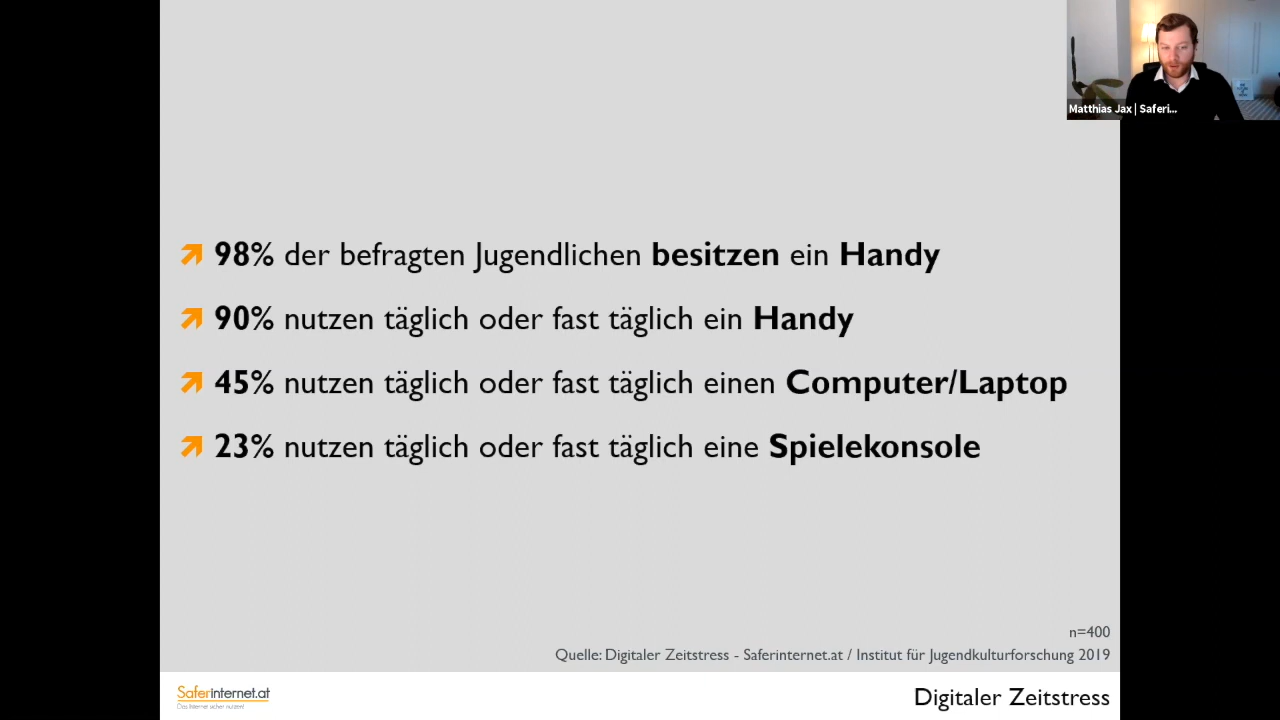 Matthias Jax | Saferi...
98% der befragten Jugendlichen besitzen ein Handy
90% nutzen täglich oder fast täglich ein Handy
45% nutzen täglich oder fast täglich einen Computer/Laptop
23% nutzen täglich oder fast täglich eine Spielekonsole
n=400
Quelle: Digitaler Zeitstress - Saferinternet.at / Institut für Jugendkulturforschung 2019
Saferinternet.at
Das Internet sicher nutzen!
Digitaler Zeitstress